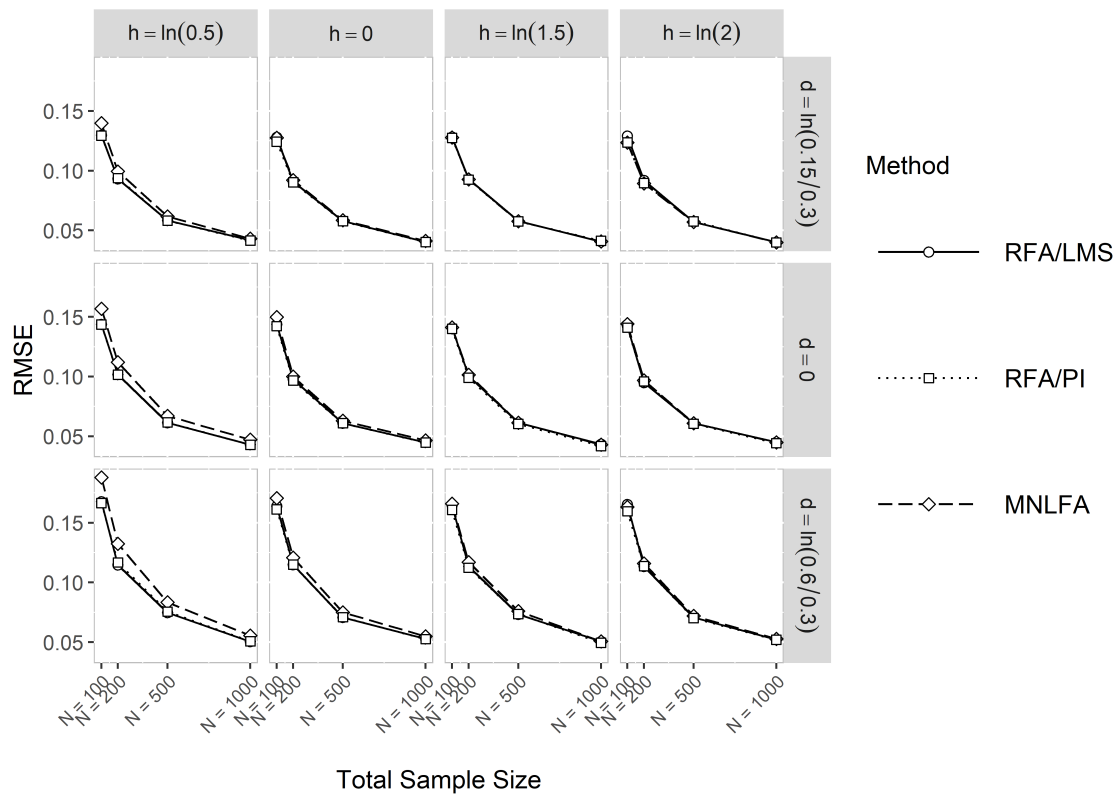 h = ln(0.5)
h = 0
h = ln(1.5)
h = ln(2)
d = ln(0.15/0.3)
d = 0
d = ln(0.6/0.3)
RMSE
0.15
0.10
0.05
0.15
0.10
0.05
0.15
0.10
0.05
N = 100
N = 200
N = 500
N = 1000
N = 100
N = 200
N = 500
N = 1000
N = 100
N = 200
N = 500
N = 1000
N = 100
N = 200
N = 500
N = 1000
Total Sample Size
Method
RFA/LMS
RFA/PI
MNLFA